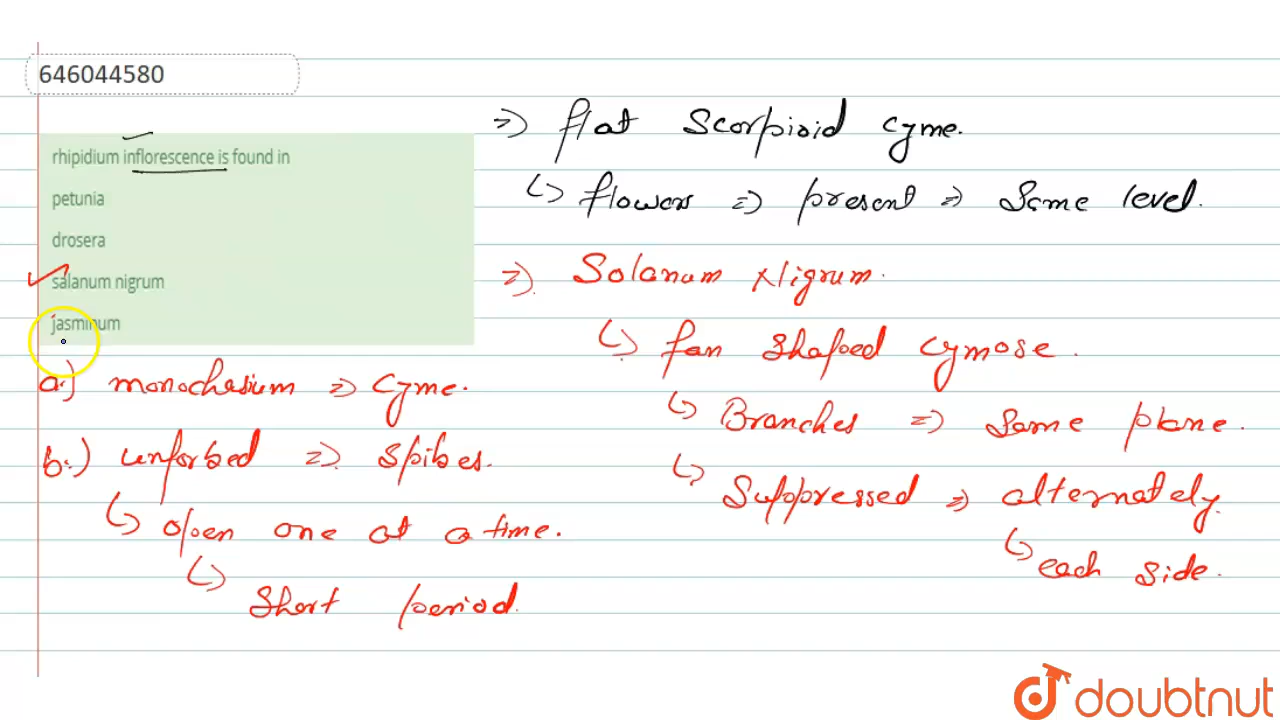 646044580
rhipidium inflorescence is found in
petunia
drosera
salanum nigrum
jasminum
a.) monochasium => Cyme.
b.) unforbed => Spibes.
open one at a time.
Short period.
=> flat Scorpioid Cyme.
flowers => present => Same level.
=> Solanum Nigrum.
fan Shaped Cymose.
Branches => Same plane.
Suppressed => alternately
each side.
doubtnut